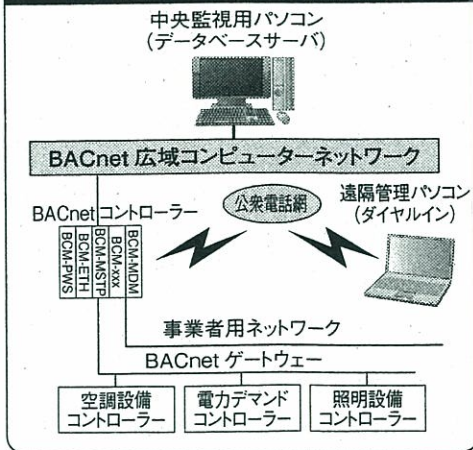 中央監視用パソコン
(データベースサーバ)
BACnet 広域コンピューターネットワーク
BACnet コントローラー
公衆電話網
遠隔管理パソコン
(ダイヤルイン)
BCM-PWS
BCM-ETH
BCM-MSTP
BCM-xxx
BCM-MDM
事業者用ネットワーク
BACnet ゲートウェー
空調設備
コントローラー
電力デマンド
コントローラー
照明設備
コントローラー